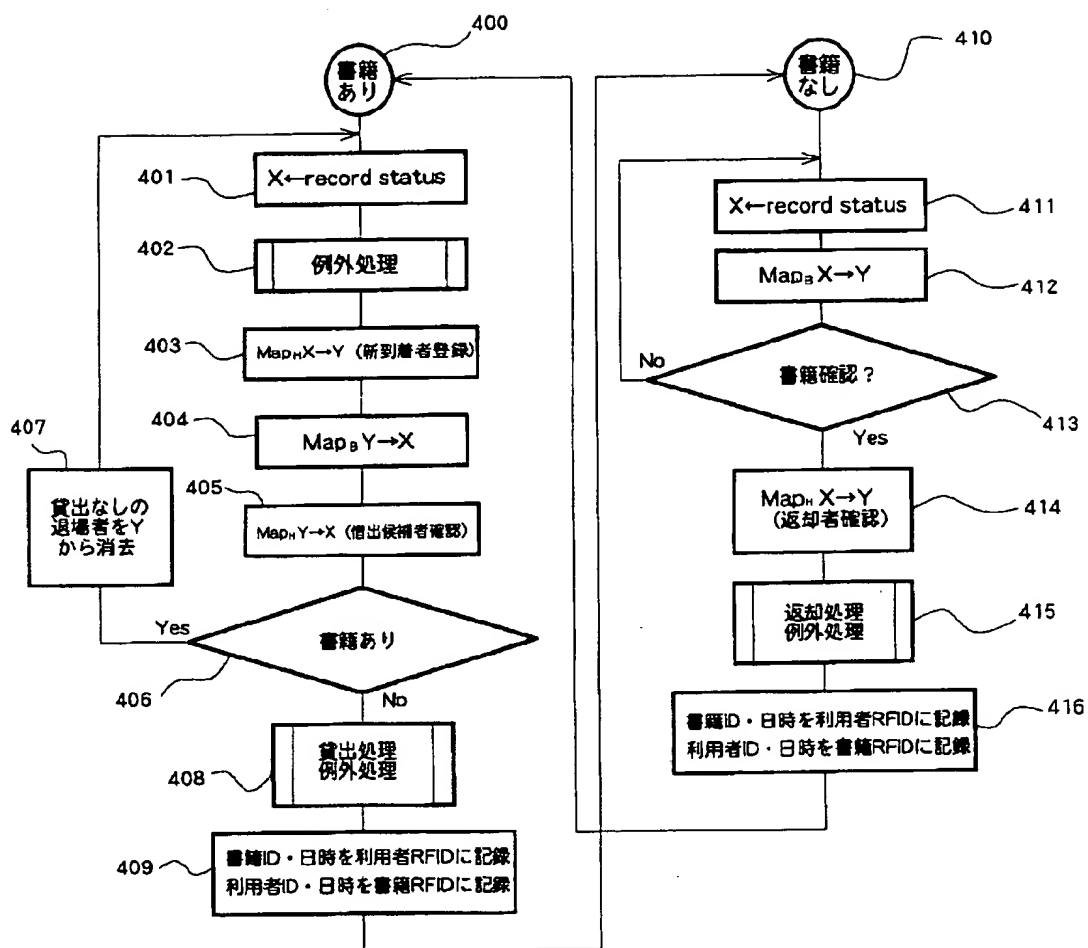 400
書籍
あり
401
X←record status
402
例外処理
403
MapHX→Y (新到着者登録)
404
MapB Y→X
405
MapHY→X (借出候補者確認)
407
貸出なしの
退場者をY
から消去
Yes
書籍あり
406
No
408
貸出処理
例外処理
409
書籍ID・日時を利用者RFIDに記録
利用者ID・日時を書籍RFIDに記録
410
書籍
なし
X←record status
411
MapB X→Y
412
No
書籍確認?
413
Yes
MapH X→Y
(返却者確認)
414
返却処理
例外処理
415
書籍ID・日時を利用者RFIDに記録
利用者ID・日時を書籍RFIDに記録
416